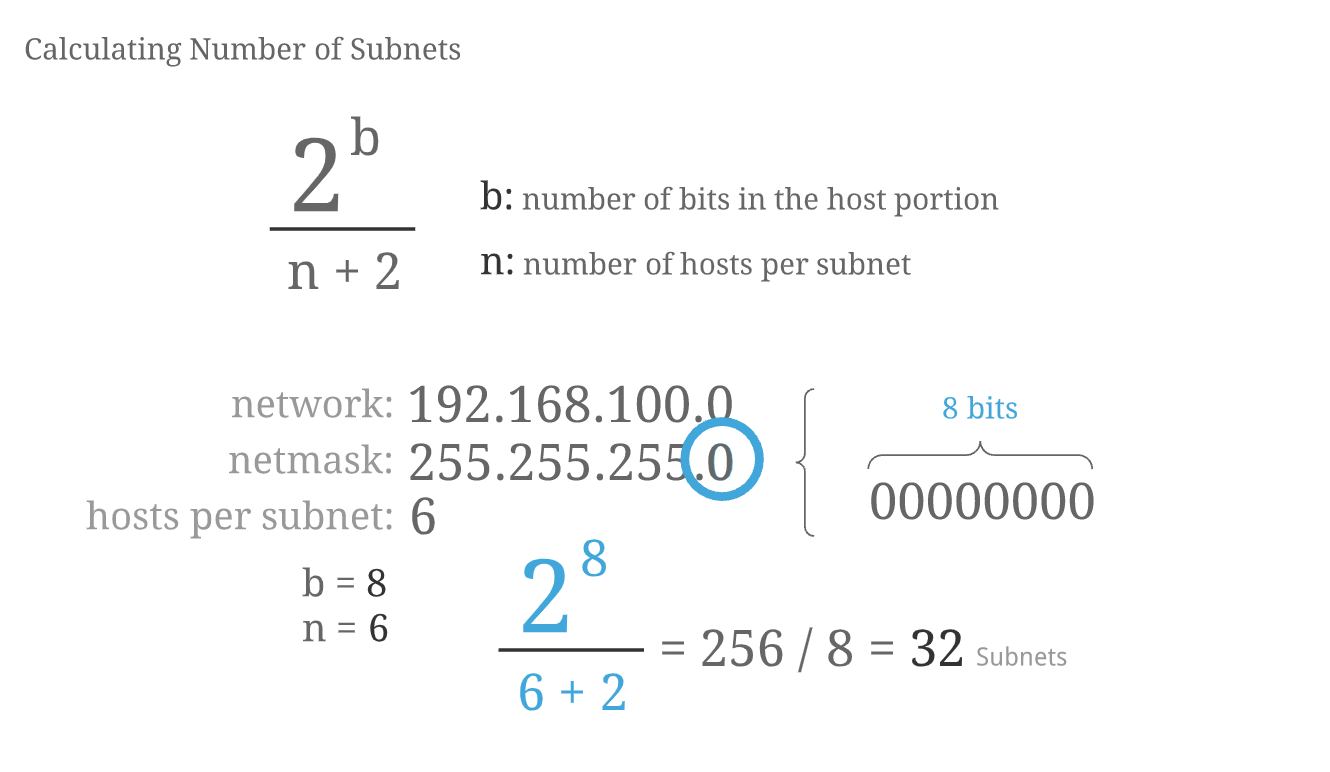 Calculating Number of Subnets
2^b
n + 2
b: number of bits in the host portion
n: number of hosts per subnet
network: 192.168.100.0
netmask: 255.255.255.0
hosts per subnet: 6
8 bits
00000000
b = 8
n = 6
2^8
6 + 2
= 256 / 8 = 32 Subnets